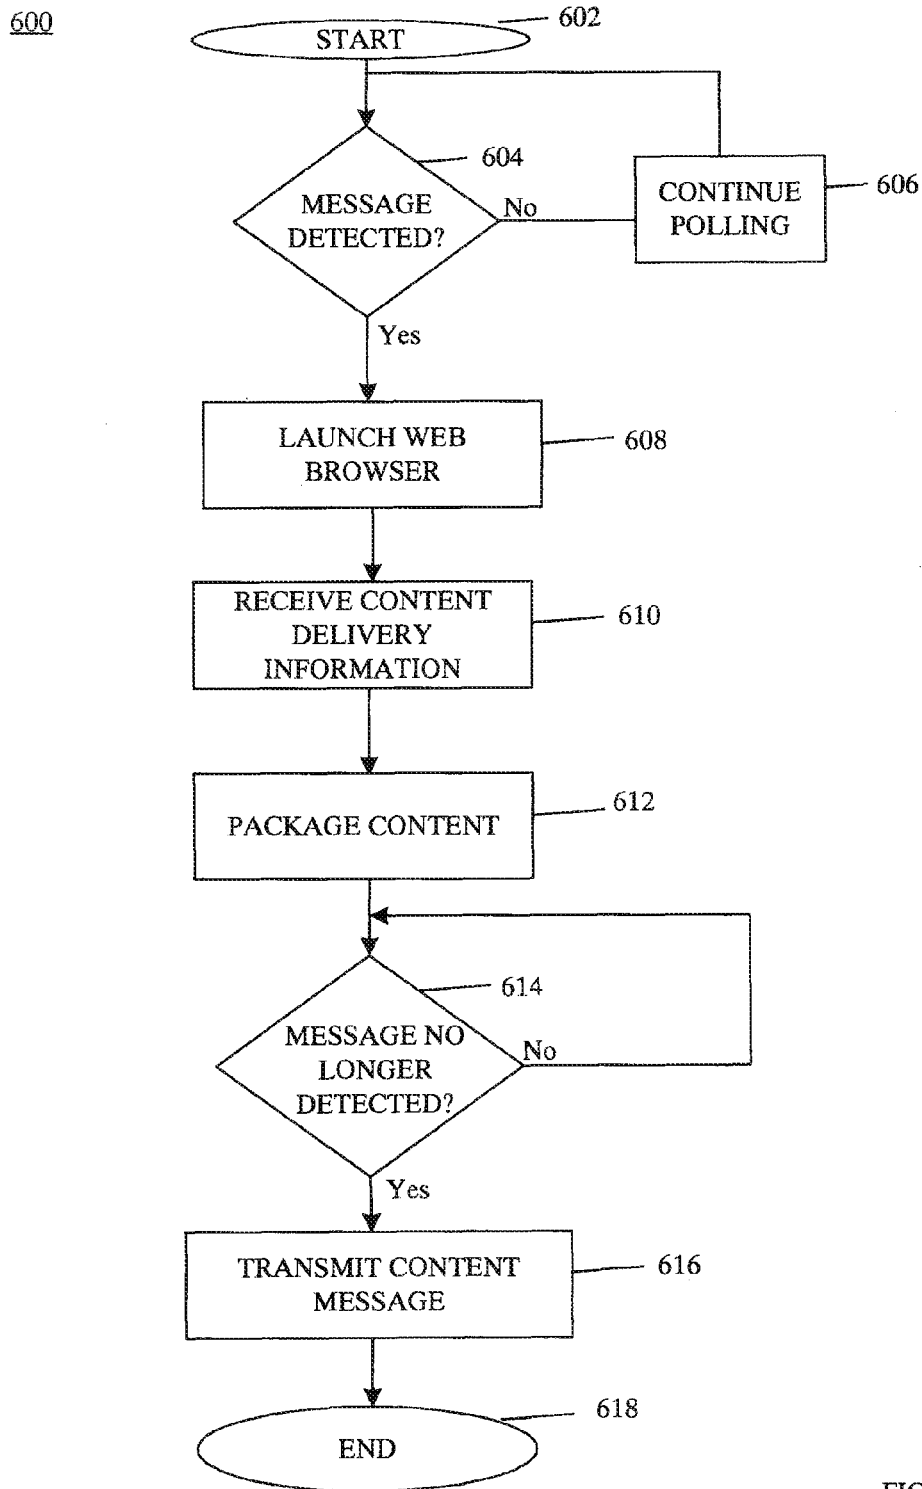 600
602
START
604
MESSAGE
DETECTED?
No
CONTINUE
POLLING
606
Yes
LAUNCH WEB
BROWSER
608
RECEIVE CONTENT
DELIVERY
INFORMATION
610
PACKAGE CONTENT
612
614
MESSAGE NO
LONGER
DETECTED?
No
Yes
TRANSMIT CONTENT
MESSAGE
616
618
END